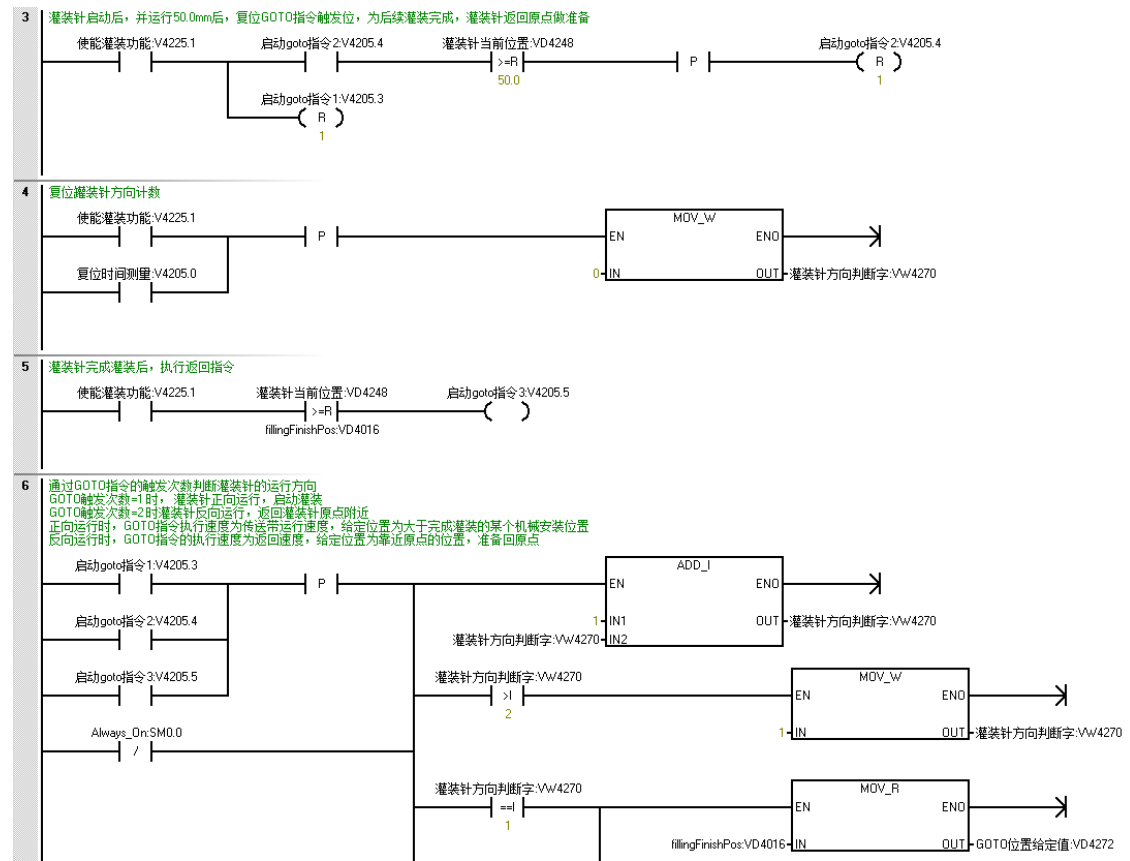 3
灌装针启动后，并运行50.0mm后，复位GOTO指令触发位，为后续灌装完成，灌装针返回原点做准备
使能灌装功能:V4225.1
启动goto指令2:V4205.4
灌装针当前位置:VD4248
启动goto指令2:V4205.4
>=R
P
R
50.0
1
启动goto指令1:V4205.3
R
1
4
复位罐装针方向计数
使能灌装功能:V4225.1
MOV_W
P
EN
ENO
复位时间测量:V4205.0
0
IN
OUT
灌装针方向判断字:VW4270
5
灌装针完成灌装后，执行返回指令
使能灌装功能:V4225.1
灌装针当前位置:VD4248
启动goto指令3:V4205.5
>=R
fillingFinishPos:VD4016
6
通过GOTO指令的触发次数判断灌装针的运行方向
GOTO触发次数=1时，灌装针正向运行，启动灌装
GOTO触发次数=2时灌装针反向运行，返回灌装针原点附近
正向运行时，GOTO指令执行速度为传送带运行速度，给定位置为大于完成灌装的某个机械安装位置
反向运行时，GOTO指令的执行速度为返回速度，给定位置为靠近原点的位置，准备回原点
启动goto指令1:V4205.3
ADD_I
P
EN
ENO
启动goto指令2:V4205.4
1
IN1
OUT
灌装针方向判断字:VW4270
灌装针方向判断字:VW4270
IN2
启动goto指令3:V4205.5
灌装针方向判断字:VW4270
MOV_W
>I
EN
ENO
2
Always_On:SM0.0
/
1
IN
OUT
灌装针方向判断字:VW4270
灌装针方向判断字:VW4270
MOV_R
==I
EN
ENO
1
fillingFinishPos:VD4016
IN
OUT
GOTO位置给定值:VD4272